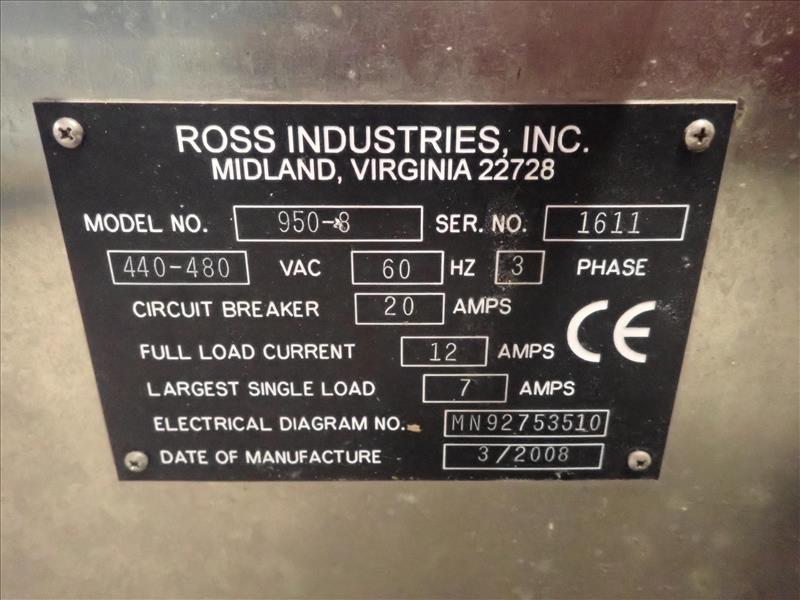 ROSS INDUSTRIES, INC.
MIDLAND, VIRGINIA 22728
MODEL NO. 950-8 SER. NO. 1611
440-480 VAC 60 HZ 3 PHASE
CIRCUIT BREAKER 20 AMPS
CE
FULL LOAD CURRENT 12 AMPS
LARGEST SINGLE LOAD 7 AMPS
ELECTRICAL DIAGRAM NO. MN92753510
DATE OF MANUFACTURE 3/2008